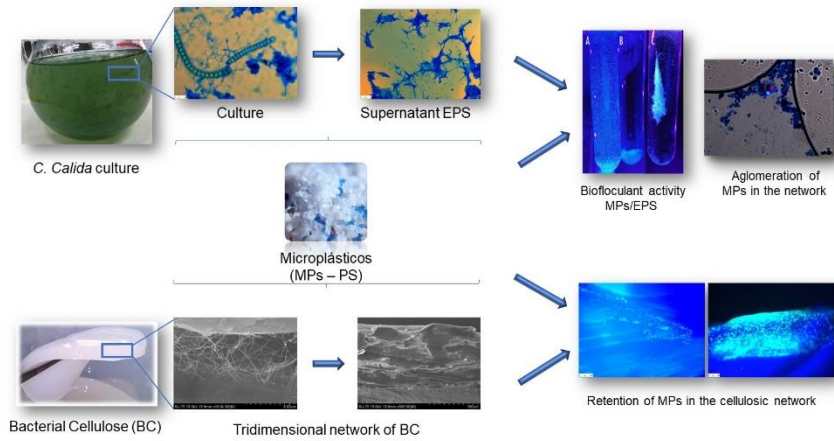 A
B
C
Culture
Supernatant EPS
C. Calida culture
Biofloculant activity
MPs/EPS
Aglomeration of
MPs in the network
Microplásticos
(MPs – PS)
Bacterial Cellulose (BC)
Tridimensional network of BC
Retention of MPs in the cellulosic network